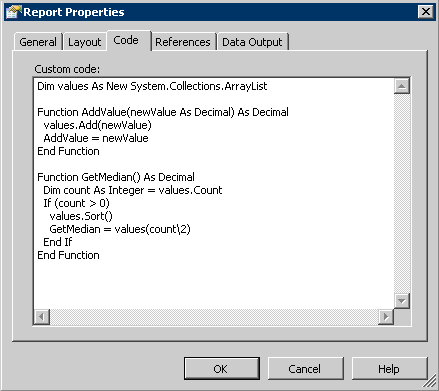 Report Properties
General
Layout
Code
References
Data Output
Custom code:
Dim values As New System.Collections.ArrayList
Function AddValue(newValue As Decimal) As Decimal
values.Add(newValue)
AddValue = newValue
End Function
Function GetMedian() As Decimal
Dim count As Integer = values.Count
If (count > 0)
values.Sort()
GetMedian = values(count\2)
End If
End Function
OK
Cancel
Help